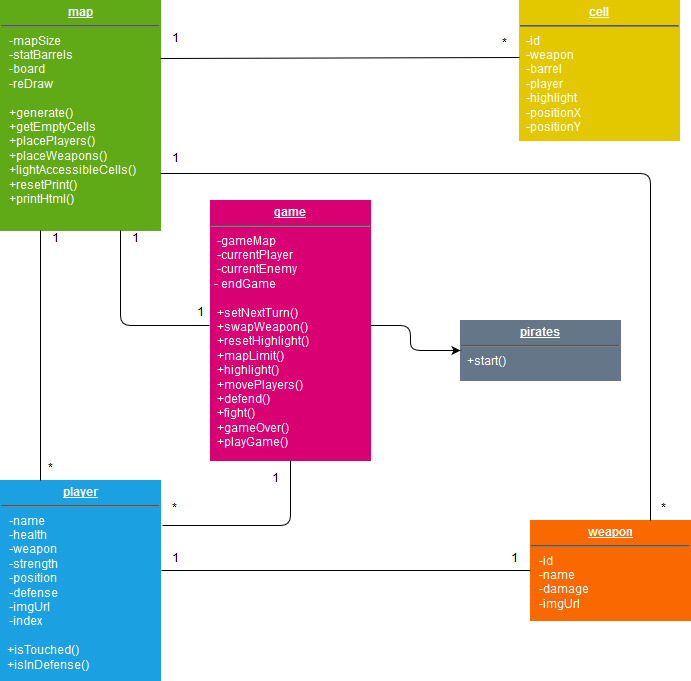 map
-mapSize
-statBarrels
-board
-reDraw
+generate()
+getEmptyCells
+placePlayers()
+placeWeapons()
+lightAccessibleCells()
+resetPrint()
+printHtml()
1
*
cell
-id
-weapon
-barrel
-player
-highlight
-positionX
-positionY
1
1
1
1
game
-gameMap
-currentPlayer
-currentEnemy
- endGame
+setNextTurn()
+swapWeapon()
+resetHighlight()
+mapLimit()
+highlight()
+movePlayers()
+defend()
+fight()
+gameOver()
+playGame()
pirates
+start()
*
1
*
*
player
-name
-health
-weapon
-strength
-position
-defense
-imgUrl
-index
+isTouched()
+isInDefense()
1
1
weapon
-id
-name
-damage
-imgUrl